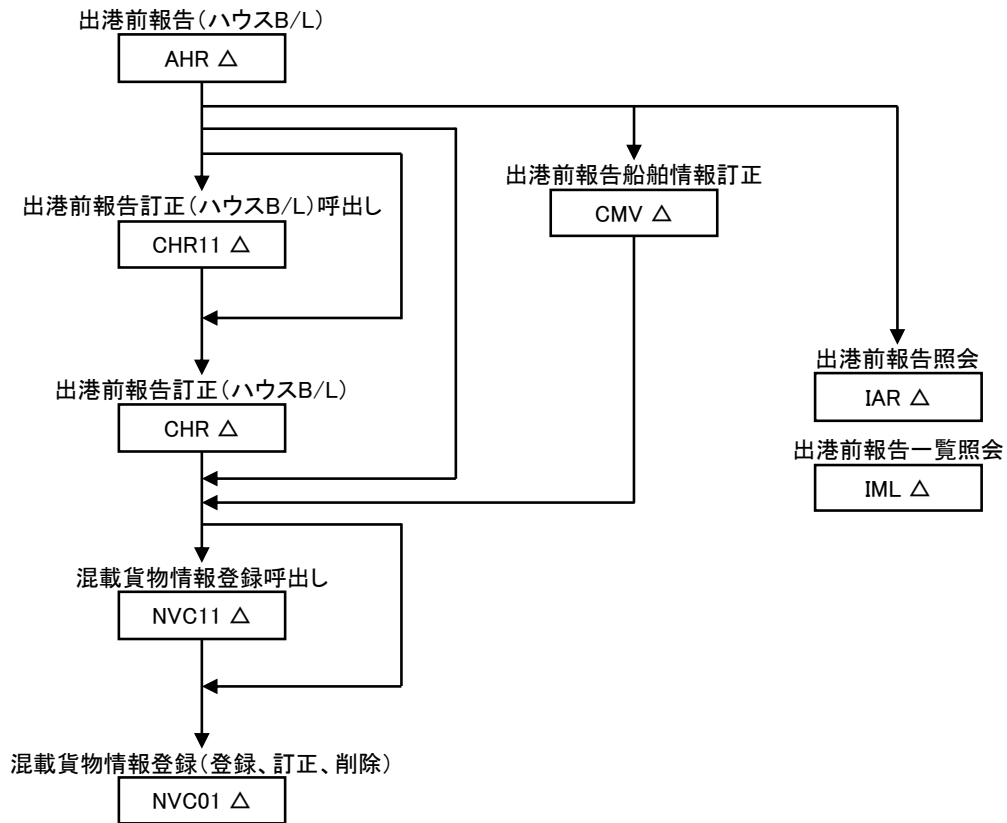 出港前報告（ハウスB/L）
AHR △
出港前報告船舶情報訂正
CMV △
出港前報告訂正（ハウスB/L）呼出し
CHR11 △
出港前報告照会
IAR △
出港前報告訂正（ハウスB/L）
CHR △
出港前報告一覧照会
IML △
混載貨物情報登録呼出し
NVC11 △
混載貨物情報登録（登録、訂正、削除）
NVC01 △